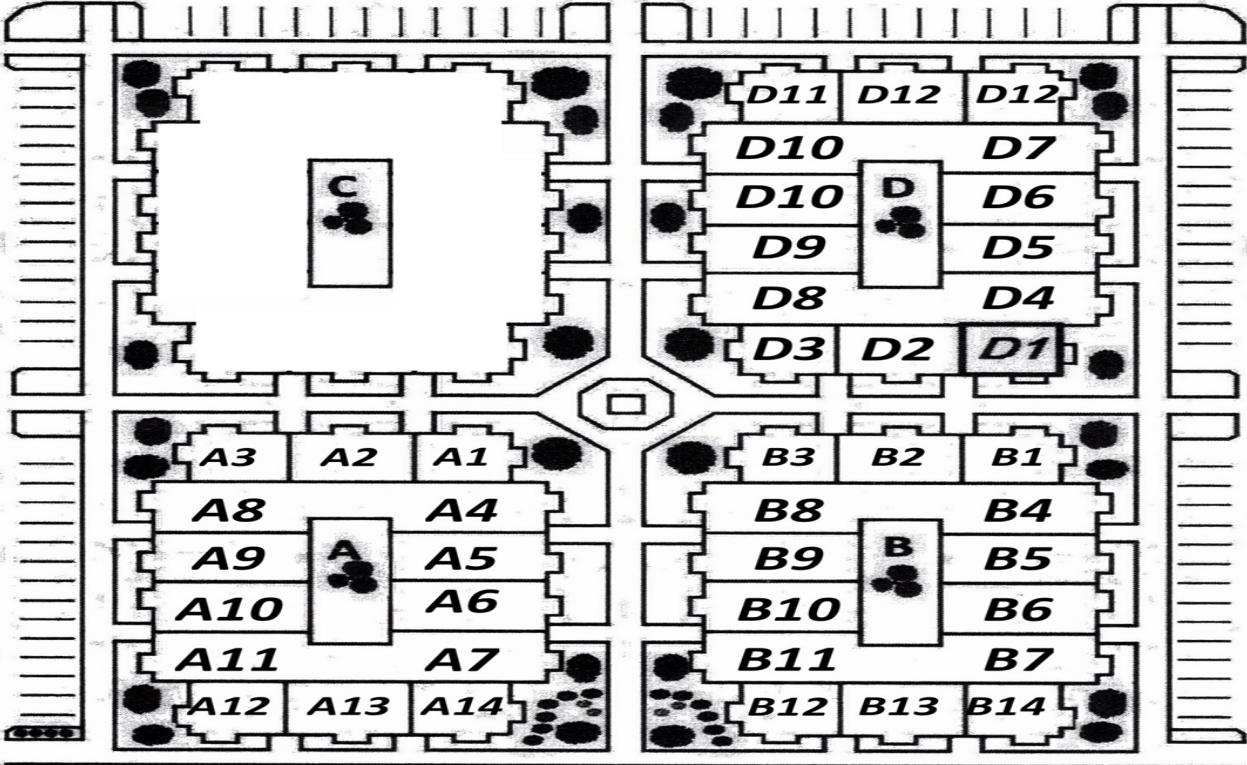 D11 D12 D12
D10 D7
C D
D10 D6
D9 D5
D8 D4
D3 D2 D1
A3 A2 A1 B3 B2 B1
A8 A4 B8 B4
A B
A9 A5 B9 B5
A10 A6 B10 B6
A11 A7 B11 B7
A12 A13 A14 B12 B13 B14